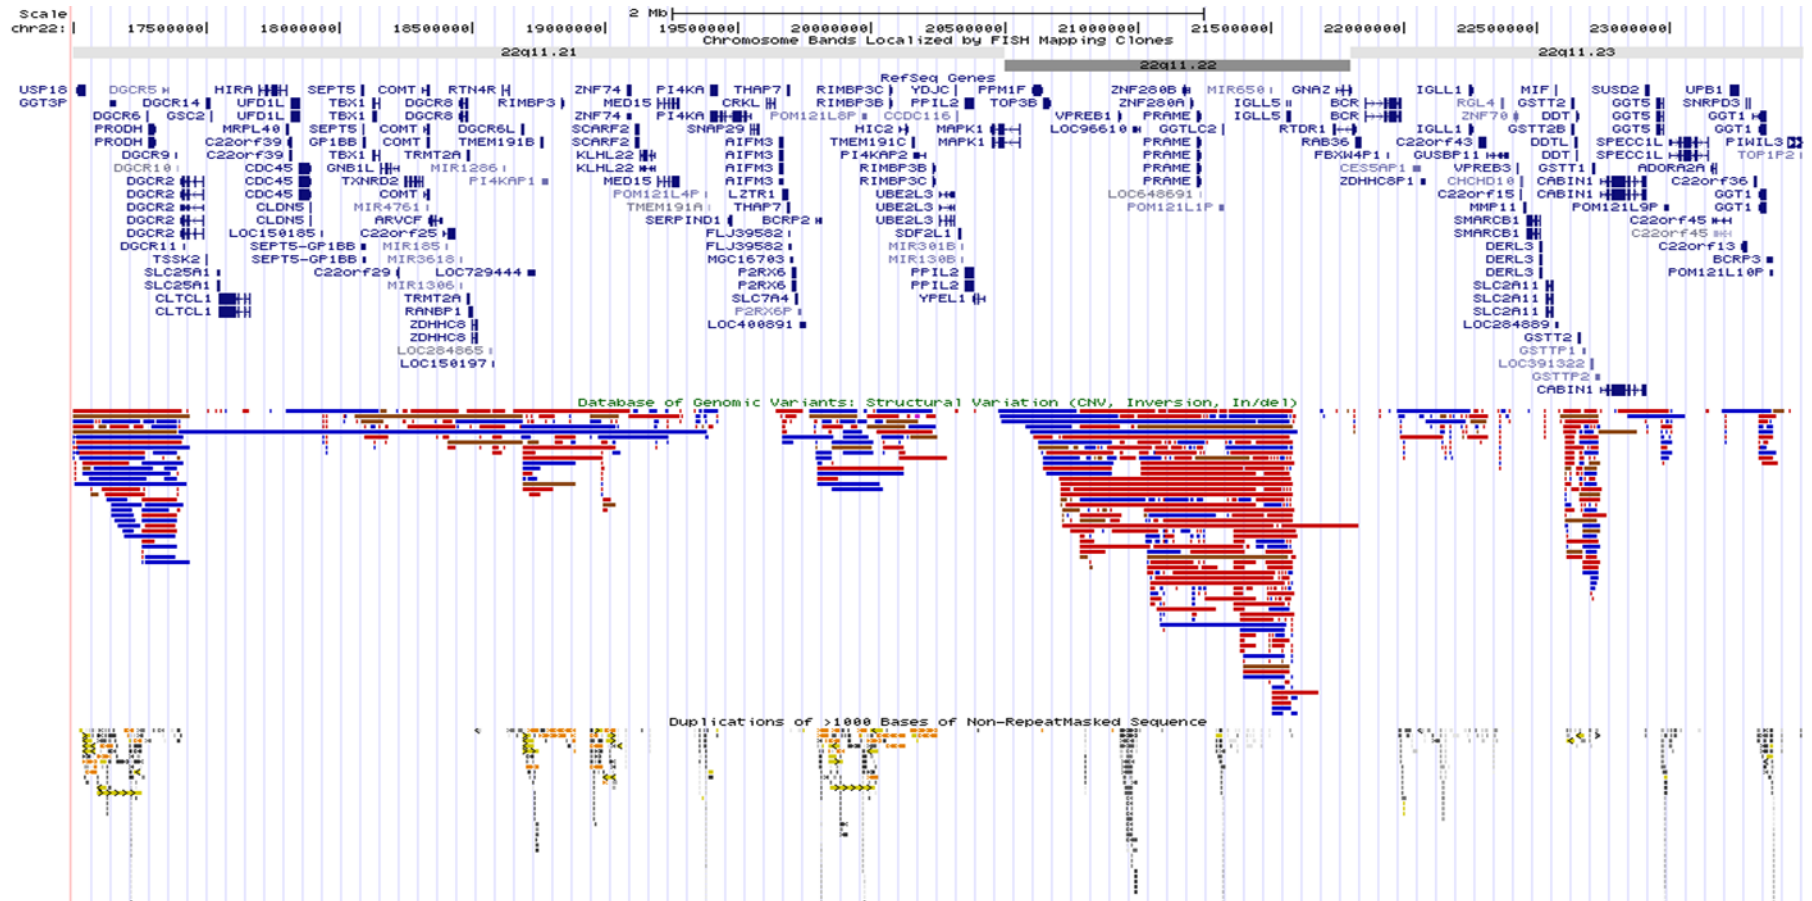 Scale 2 Mb
chr22: 17500000 18000000 18500000 19000000 19500000 20000000 20500000 21000000 21500000 22000000 22500000 23000000
Chromosome Bands Localized by FISH Mapping Clones
22q11.21 22q11.23
22q11.22
RefSeq Genes
USP18 DGCR5 HIRA SEPT5 COMT RTN4R ZNF74 PI4KA THAP7 RIMBP3C YDJC PPM1F ZNF280B MIR650 GNAZ IGLL1 MIF SUSD2 UPB1
GGT3P DGCR14 UFD1L TBX1 DGCR8 RIMBP3 MED15 CRKL RIMBP3B PPIL2 TOP3B ZNF280A IGLL5 BCR RGL4 GSTT2 GGT5 SNRPD3
DGCR6 GSC2 UFD1L TBX1 DGCR8 ZNF74 PI4KA POM121L8P CCDC116 VPREB1 PRAME IGLL5 BCR ZNF70 DDT GGT5 GGT1
PRODH MRPL40 SEPT5 COMT DGCR6L SCARF2 SNAP29 HIC2 MAPK1 LOC96610 GGTLC2 RTDR1 IGLL1 GSTT2B GGT5 GGT1
PRODH C22orf39 GP1BB COMT TMEM191B SCARF2 AIFM3 TMEM191C MAPK1 PRAME RAB36 C22orf43 DDTL SPECC1L PIWIL3
DGCR9 C22orf39 TBX1 TRMT2A KLHL22 AIFM3 PI4KAP2 PRAME FBXW4P1 GUSBP11 DDT SPECC1L TOP1P2
DGCR10 CDC45 GNB1L MIR1286 KLHL22 AIFM3 RIMBP3B PRAME CES5AP1 VPREB3 ADORA2A
DGCR2 CDC45 TXNRD2 PI4KAP1 MED15 AIFM3 RIMBP3C PRAME ZDHHC8P1 CHCHD10 CABIN1 C22orf36
DGCR2 CDC45 COMT POM121L4P LZTR1 UBE2L3 LOC648691 C22orf15 CABIN1 GGT1
DGCR2 CLDN5 MIR4761 TMEM191A THAP7 UBE2L3 POM121L1P MMP11 POM121L9P GGT1
DGCR2 CLDN5 ARVCF SERPIND1 BCRP2 UBE2L3 SMARCB1 C22orf45
DGCR2 LOC150185 C22orf25 FLJ39582 SDF2L1 SMARCB1 C22orf45
DGCR11 SEPT5-GP1BB MIR185 FLJ39582 MIR301B DERL3 C22orf13
TSSK2 SEPT5-GP1BB MIR3618 MGC16703 MIR130B DERL3 BCRP3
SLC25A1 C22orf29 LOC729444 P2RX6 PPIL2 DERL3 POM121L10P
SLC25A1 MIR1306 P2RX6 PPIL2 SLC2A11
CLTCL1 TRMT2A SLC7A4 YPEL1 SLC2A11
CLTCL1 RANBP1 P2RX6P SLC2A11
ZDHHC8 LOC400891 LOC284889
ZDHHC8 GSTT2
LOC284865 GSTTP1
LOC150197 LOC391322
GSTTP2
CABIN1
Database of Genomic Variants: Structural Variation (CNV, Inversion, In/del)
Duplications of >1000 Bases of Non-RepeatMasked Sequence